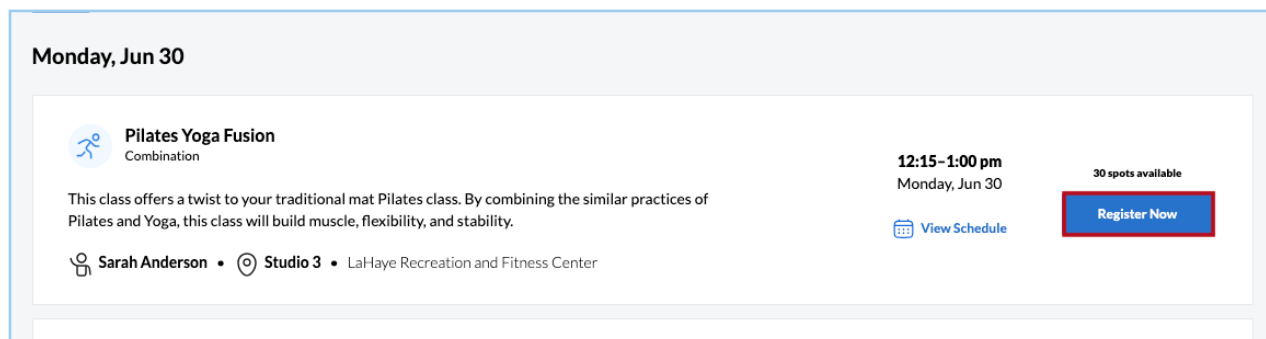 Monday, Jun 30
Pilates Yoga Fusion
Combination
This class offers a twist to your traditional mat Pilates class. By combining the similar practices of
Pilates and Yoga, this class will build muscle, flexibility, and stability.
Sarah Anderson • Studio 3 • LaHaye Recreation and Fitness Center
12:15–1:00 pm
Monday, Jun 30
View Schedule
30 spots available
Register Now